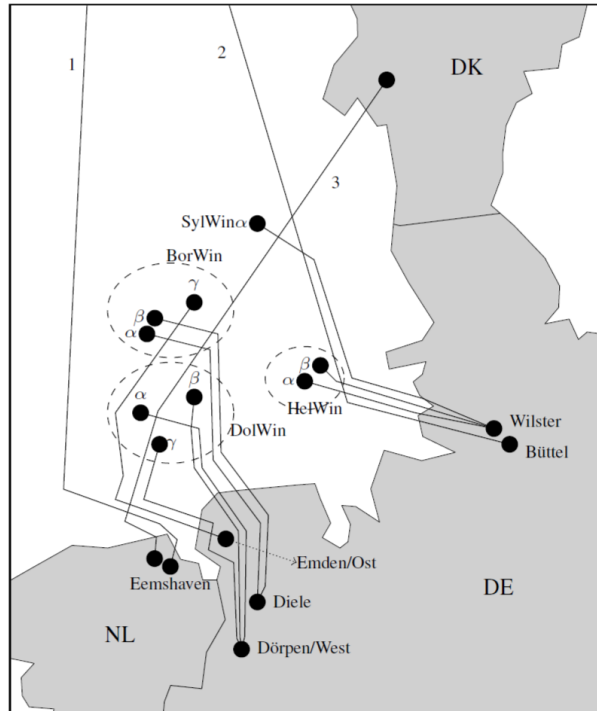 1
2
DK
3
SylWinα
BorWin
γ
β
α
β
α
β
α
HelWin
DolWin
Wilster
γ
Büttel
Emden/Ost
Eemshaven
DE
Diele
NL
Dörpen/West